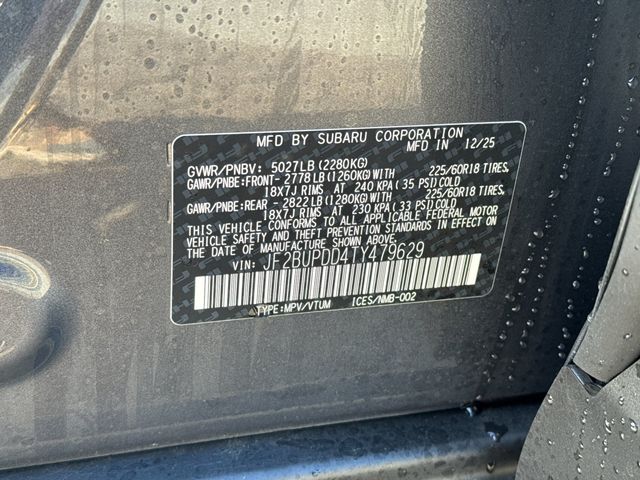 MFD BY SUBARU CORPORATION
MFD IN 12/25
GVWR/PNBV: 5027LB(2280KG)
GAWR/PNBE:FRONT- 2778LB(1260KG)WITH 225/60R18 TIRES,
18X7J RIMS AT 240 KPA(35 PSI)COLD
GAWR/PNBE:REAR - 2822LB(1280KG)WITH 225/60R18 TIRES,
18X7J RIMS AT 230 KPA(33 PSI)COLD
THIS VEHICLE CONFORMS TO ALL APPLICABLE FEDERAL MOTOR
VEHICLE SAFETY AND THEFT PREVENTION STANDARDS IN EFFECT ON
THE DATE OF MANUFACTURE SHOWN ABOVE.
VIN: JF2BUPDD4TY479629
TYPE:MPV/VTUM ICES/NMB-002